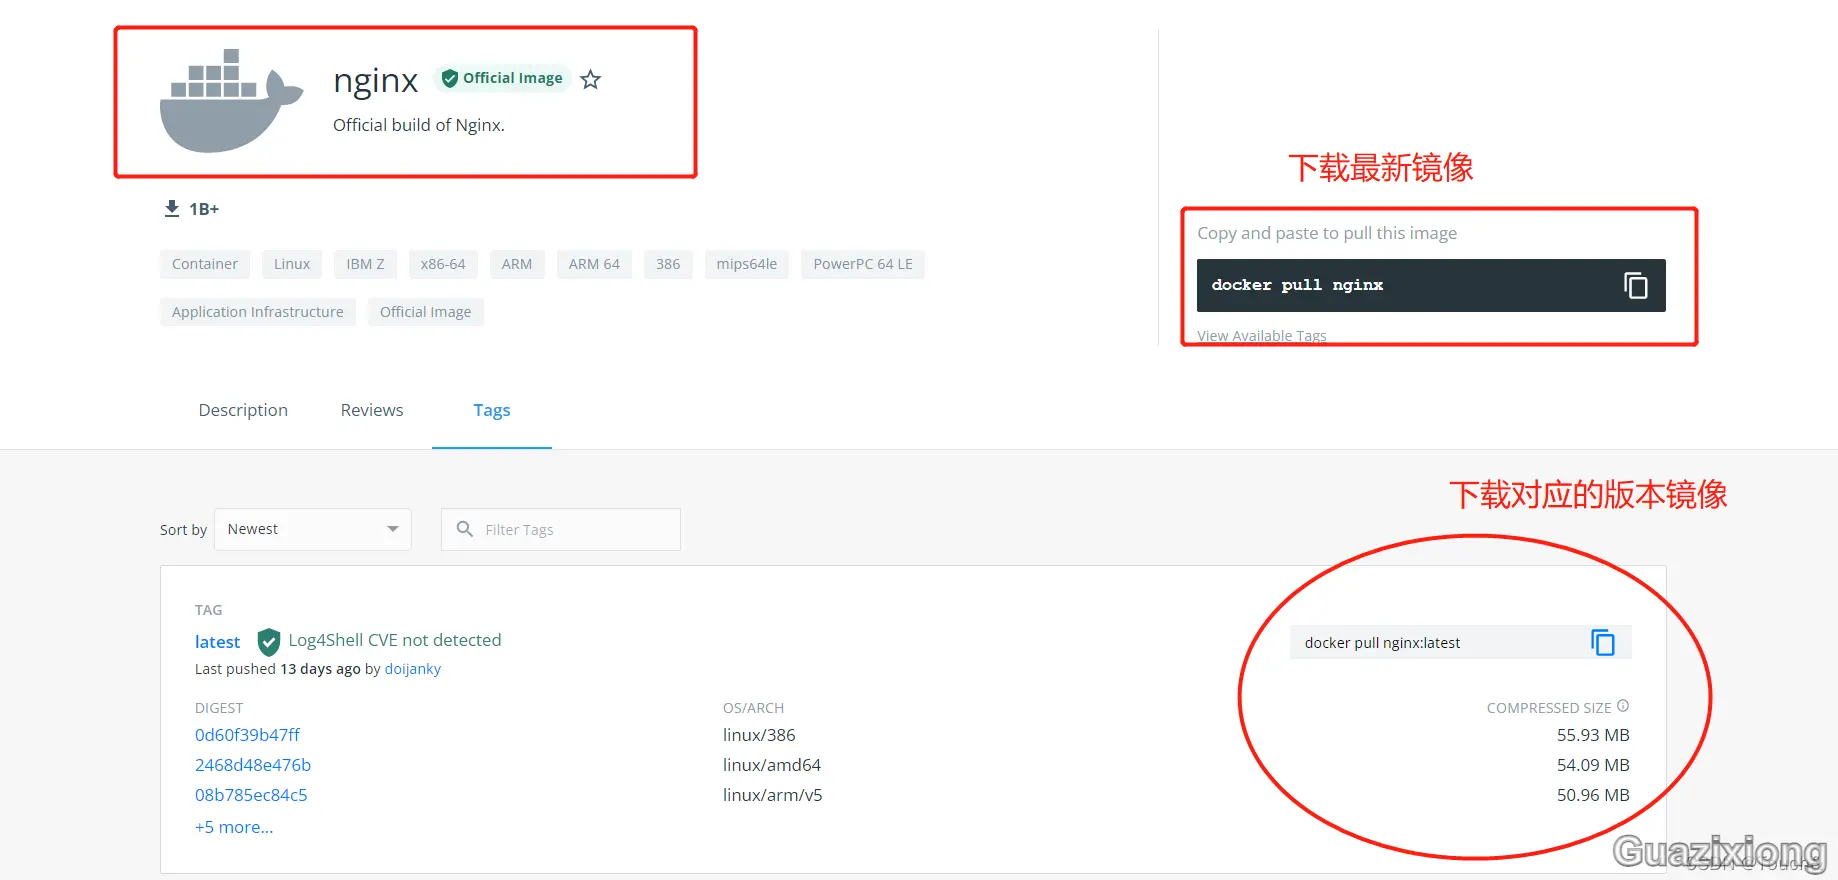 nginx Official Image
Official build of Nginx.
1B+
Container Linux IBM Z x86-64 ARM ARM 64 386 mips64le PowerPC 64 LE
Application Infrastructure Official Image
下载最新镜像
Copy and paste to pull this image
docker pull nginx
View Available Tags
Description Reviews Tags
下载对应的版本镜像
Sort by Newest Filter Tags
TAG
latest Log4Shell CVE not detected
docker pull nginx:latest
Last pushed 13 days ago by doijanky
DIGEST OS/ARCH COMPRESSED SIZE
0d60f39b47ff linux/386 55.93 MB
2468d48e476b linux/amd64 54.09 MB
08b785ec84c5 linux/arm/v5 50.96 MB
+5 more...
Guazixiong